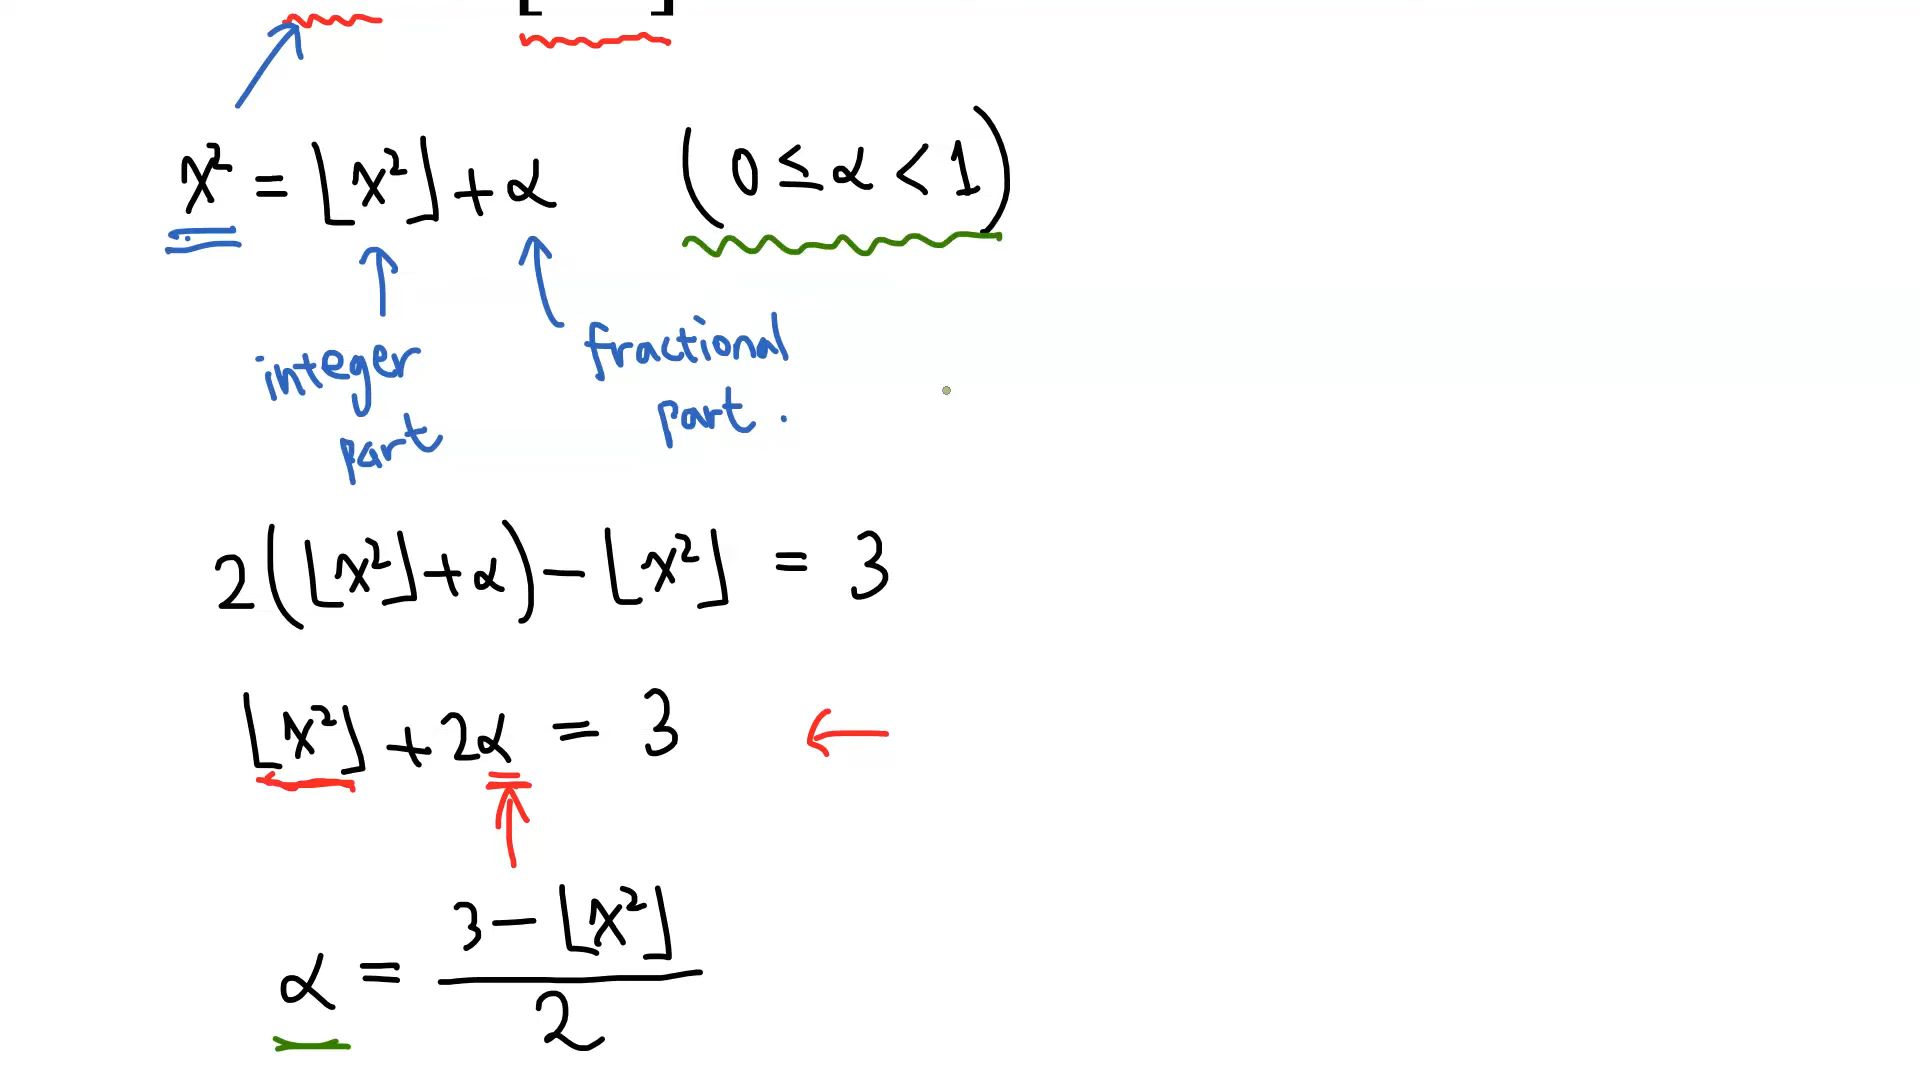 x² = ⌊x²⌋ + α (0 ≤ α < 1)
integer part
fractional part.
2(⌊x²⌋ + α) − ⌊x²⌋ = 3
⌊x²⌋ + 2α = 3
α = (3 − ⌊x²⌋)/2